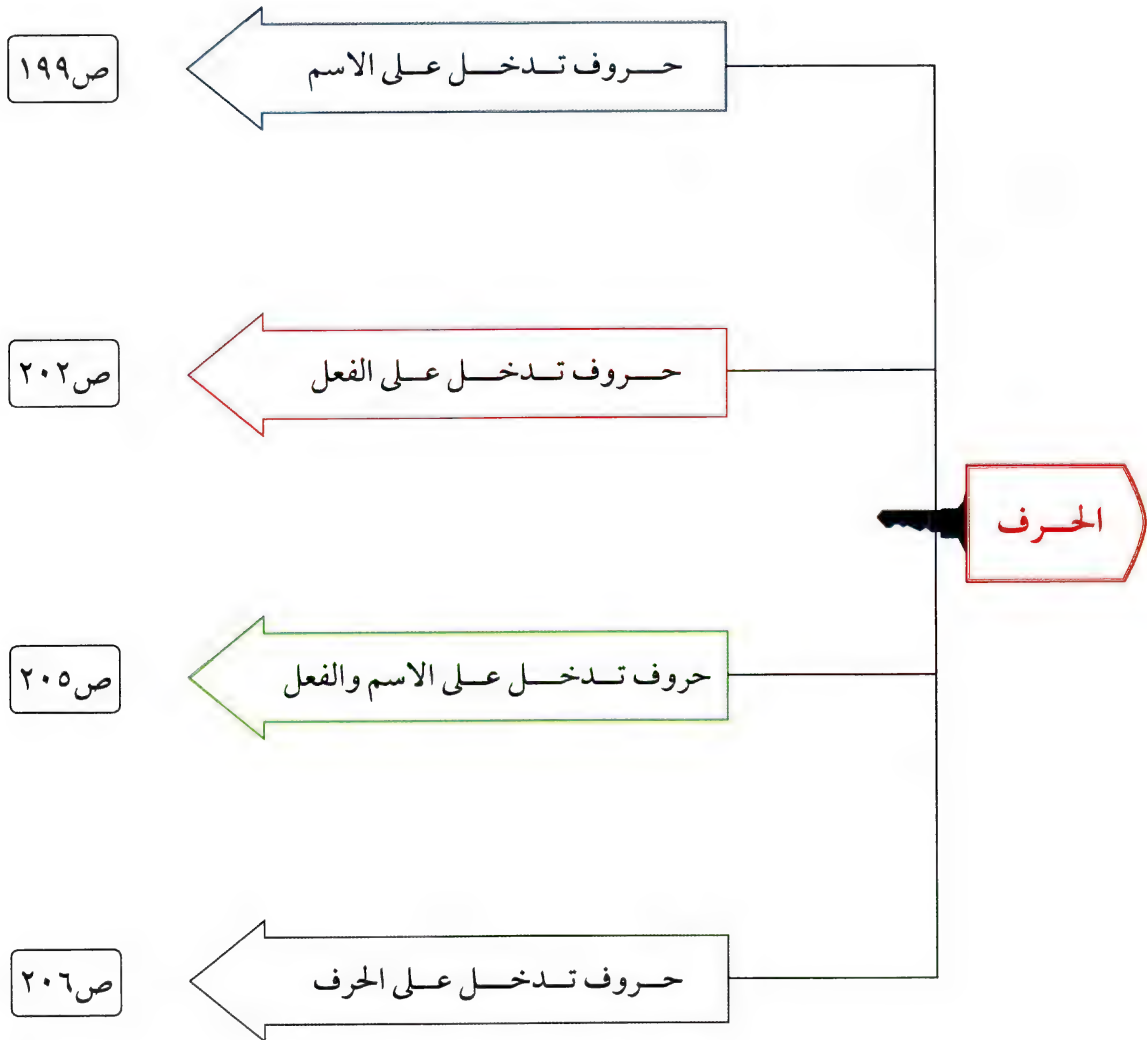 الحرف
حروف تدخل على الاسم
ص١٩٩
حروف تدخل على الفعل
ص٢٠٢
حروف تدخل على الاسم والفعل
ص٢٠٥
حروف تدخل على الحرف
ص٢٠٦